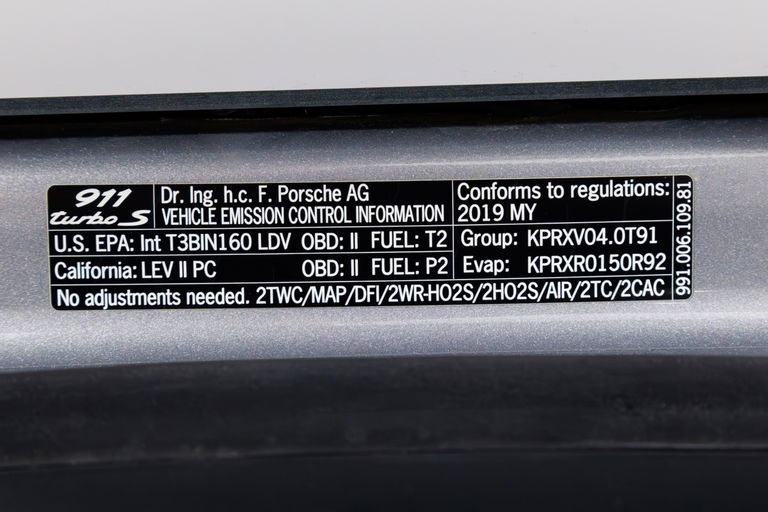 911
turbo S
Dr. Ing. h.c. F. Porsche AG
VEHICLE EMISSION CONTROL INFORMATION
Conforms to regulations:
2019 MY
U.S. EPA: Int T3BIN160 LDV OBD: II FUEL: T2
California: LEV II PC OBD: II FUEL: P2
Group: KPRXV04.0T91
Evap: KPRXR0150R92
No adjustments needed. 2TWC/MAP/DFI/2WR-HO2S/2HO2S/AIR/2TC/2CAC
991.006.109.81